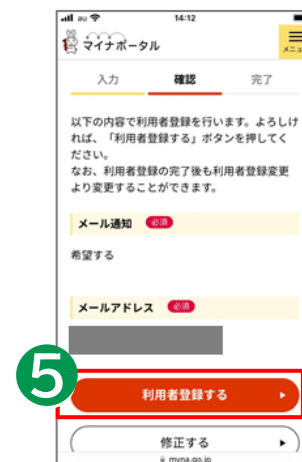 au 14:12
マイナポータル
メニュー
入力 確認 完了
以下の内容で利用者登録を行います。よろしけ
れば、「利用者登録する」ボタンを押してく
ださい。
なお、利用者登録の完了後も利用者登録変更
より変更することができます。
メール通知 必須
希望する
メールアドレス 必須
5
利用者登録する
修正する
myna.go.jp